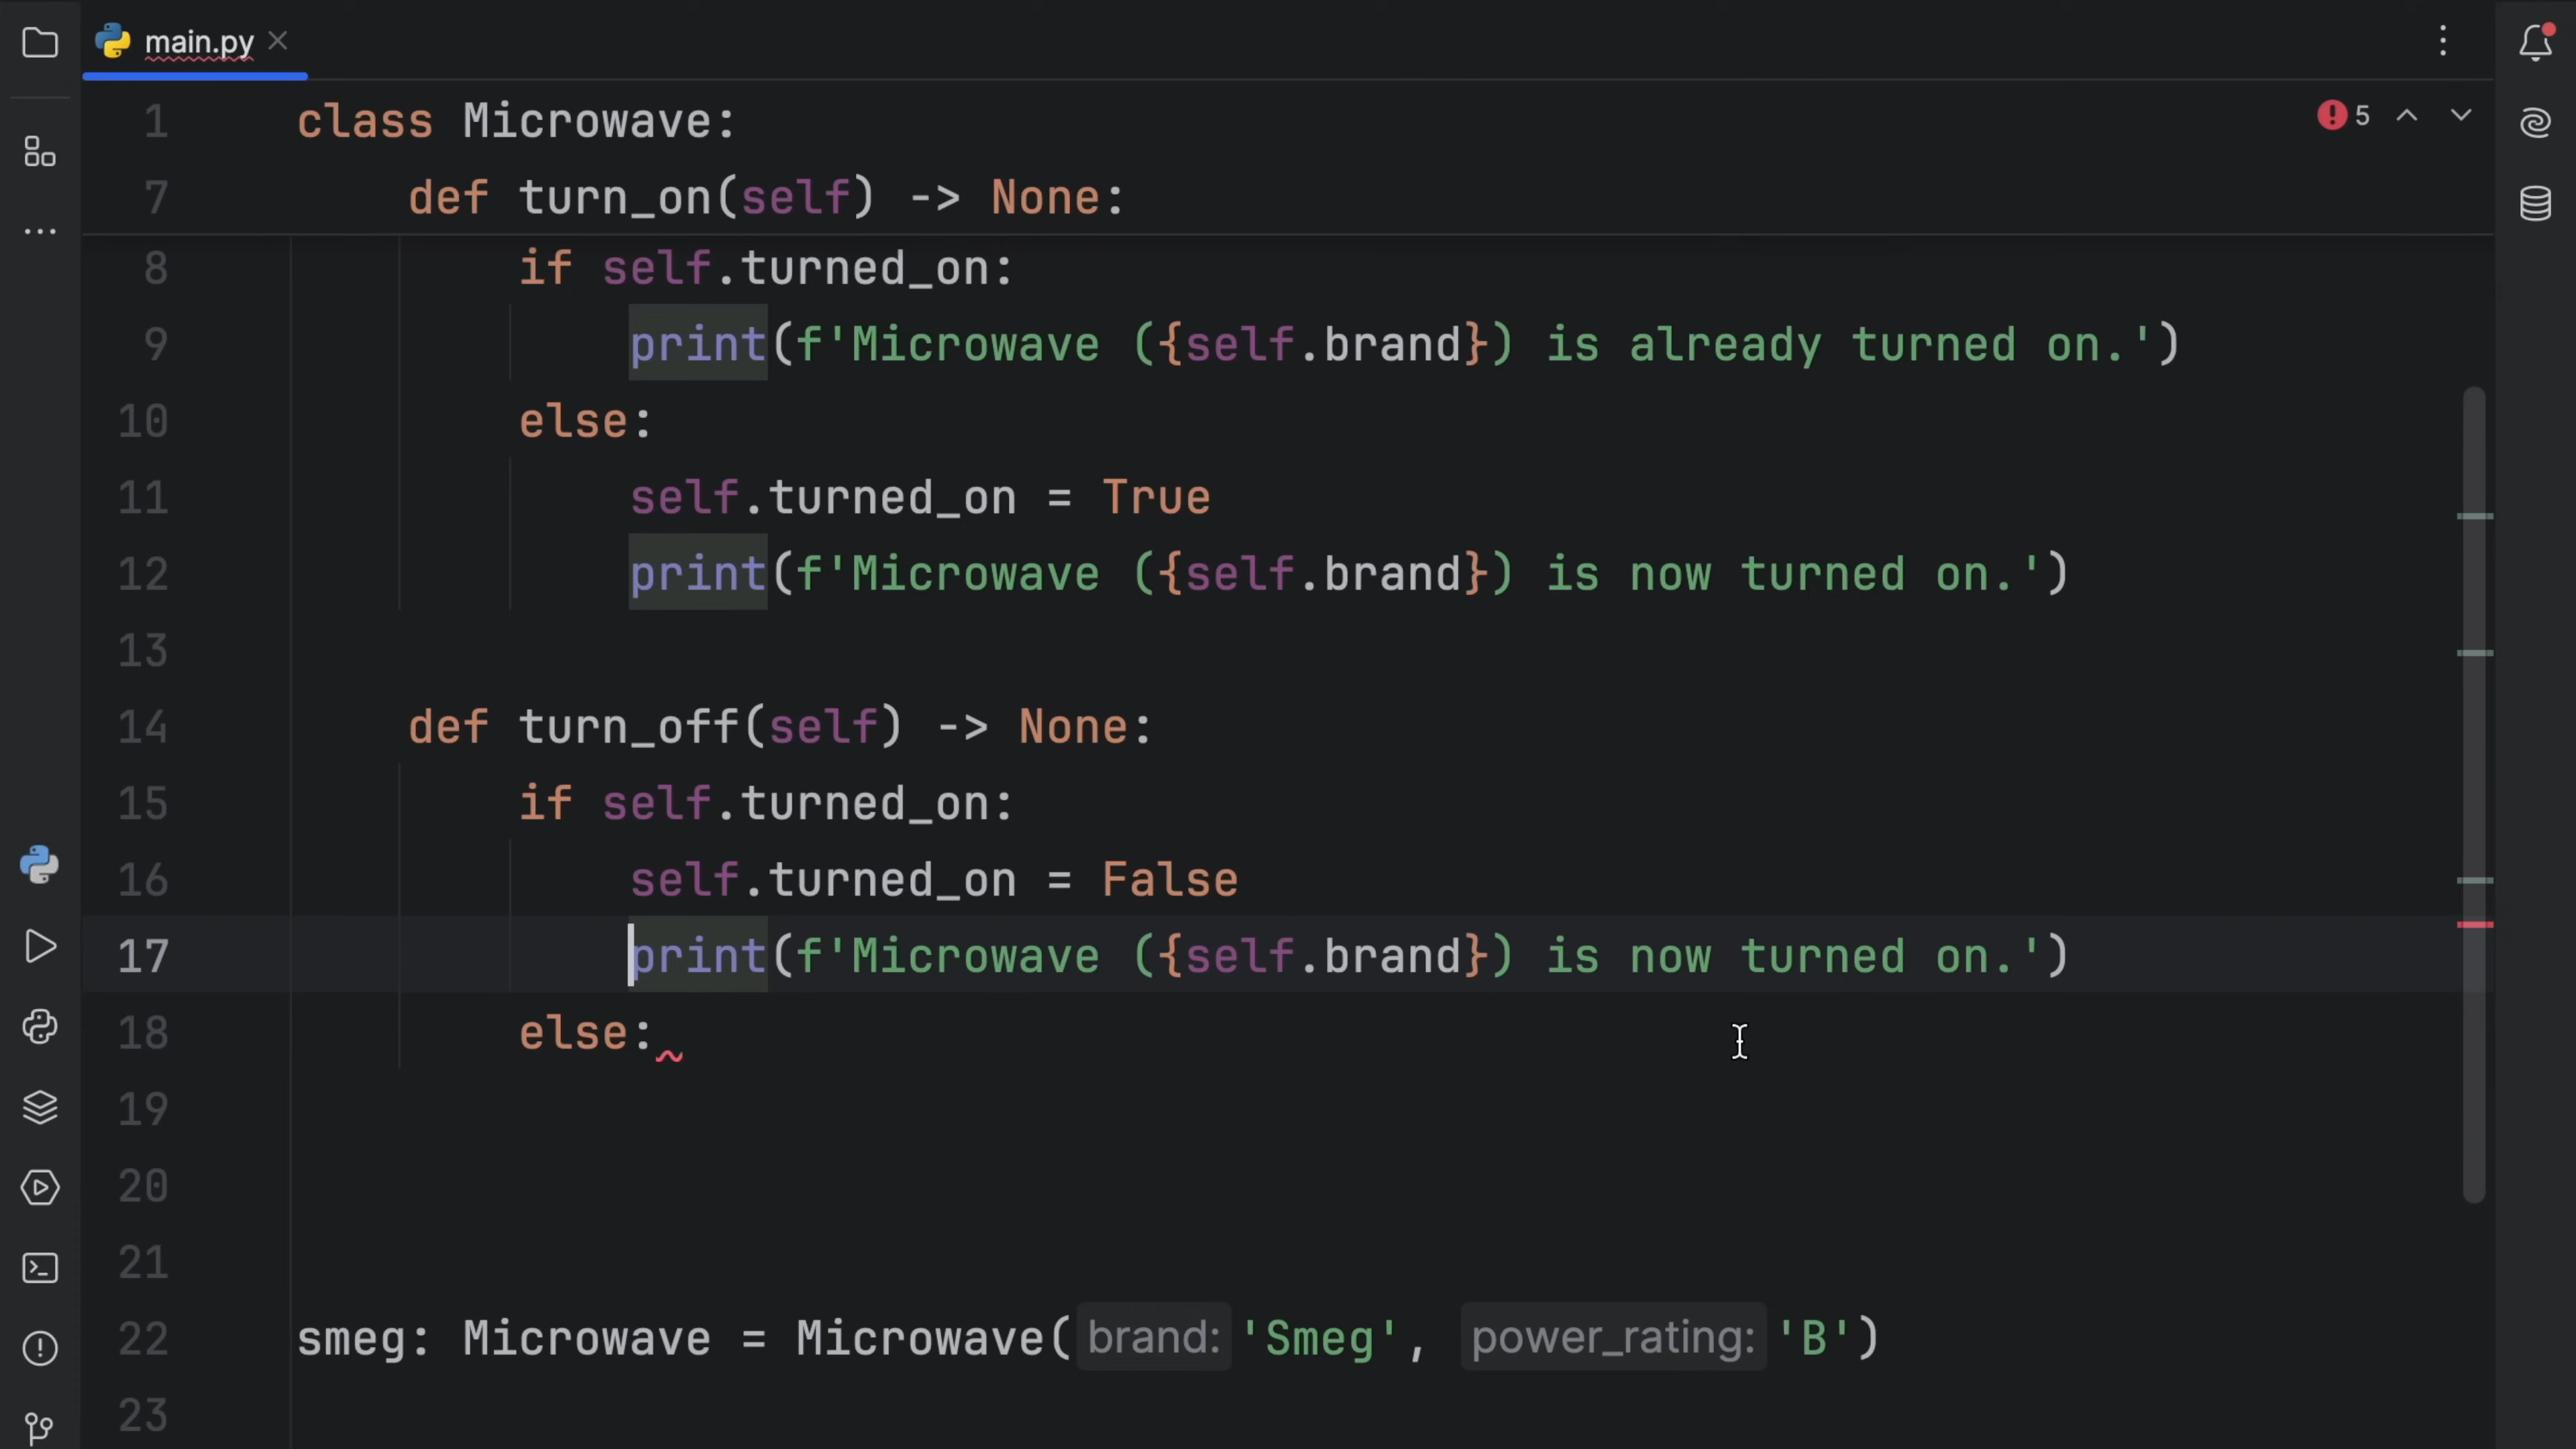 main.py
5
1 class Microwave:
7 def turn_on(self) -> None:
8 if self.turned_on:
9 print(f'Microwave ({self.brand}) is already turned on.')
10 else:
11 self.turned_on = True
12 print(f'Microwave ({self.brand}) is now turned on.')
13
14 def turn_off(self) -> None:
15 if self.turned_on:
16 self.turned_on = False
17 print(f'Microwave ({self.brand}) is now turned on.')
18 else:
19
20
21
22 smeg: Microwave = Microwave(brand: 'Smeg', power_rating: 'B')
23